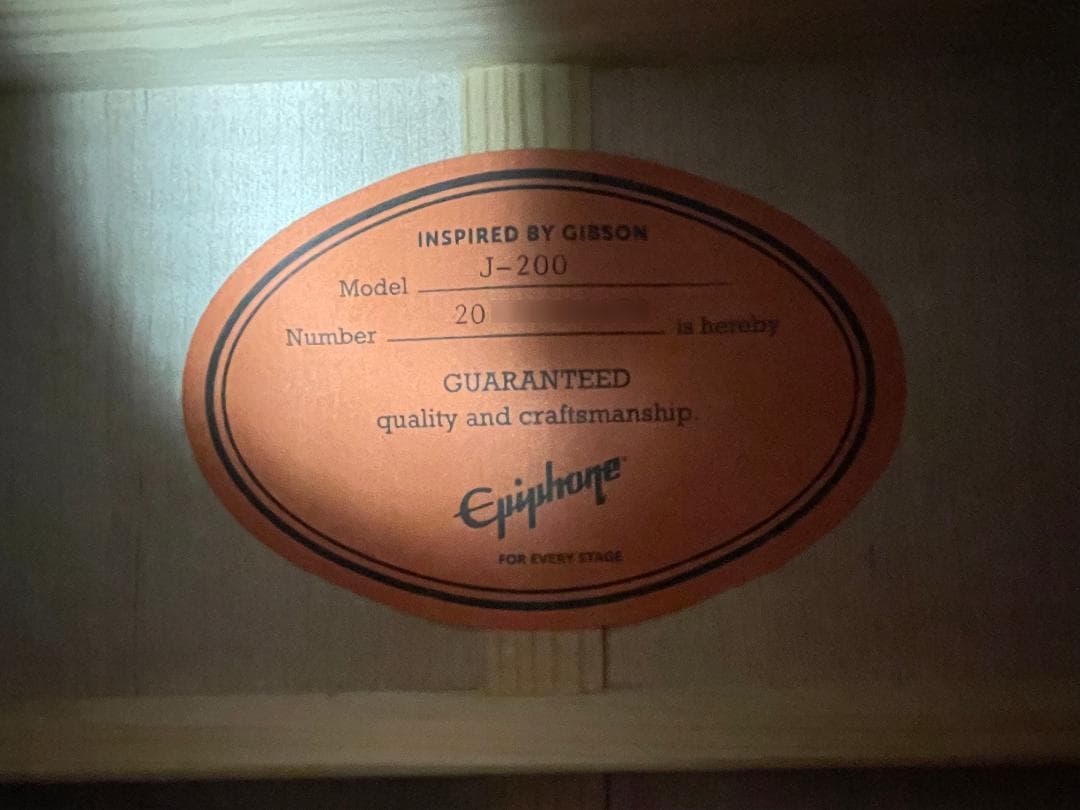 INSPIRED BY GIBSON
Model J-200
Number 20 is hereby
GUARANTEED
quality and craftsmanship.
Epiphone
FOR EVERY STAGE